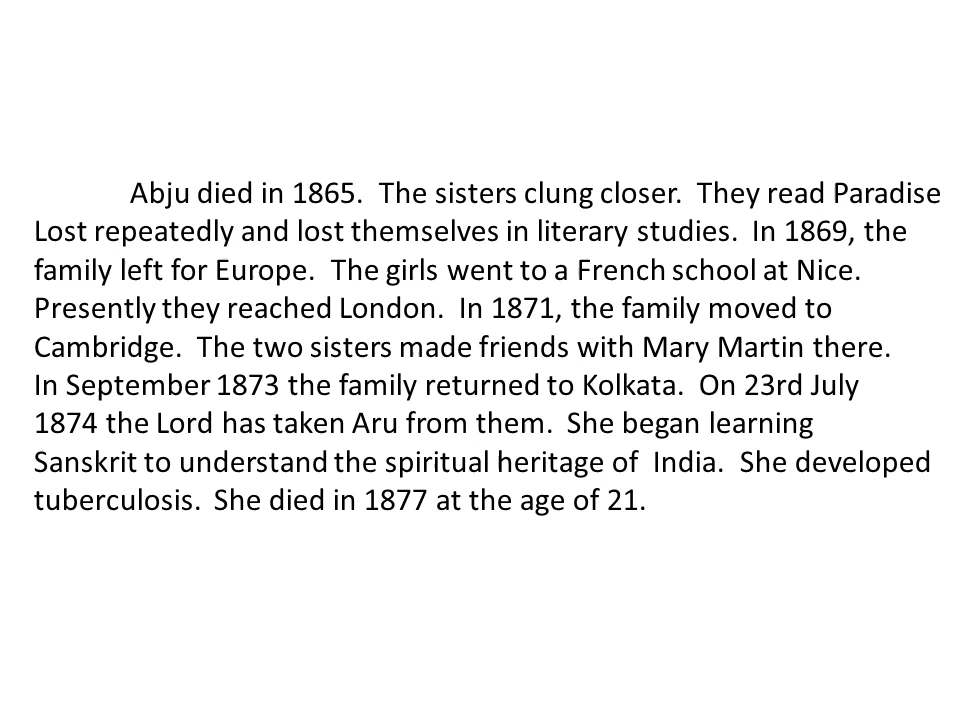 Abju died in 1865.  The sisters clung closer.  They read Paradise
Lost repeatedly and lost themselves in literary studies.  In 1869, the
family left for Europe.  The girls went to a French school at Nice.
Presently they reached London.  In 1871, the family moved to
Cambridge.  The two sisters made friends with Mary Martin there.
In September 1873 the family returned to Kolkata.  On 23rd July
1874 the Lord has taken Aru from them.  She began learning
Sanskrit to understand the spiritual heritage of  India.  She developed
tuberculosis.  She died in 1877 at the age of 21.